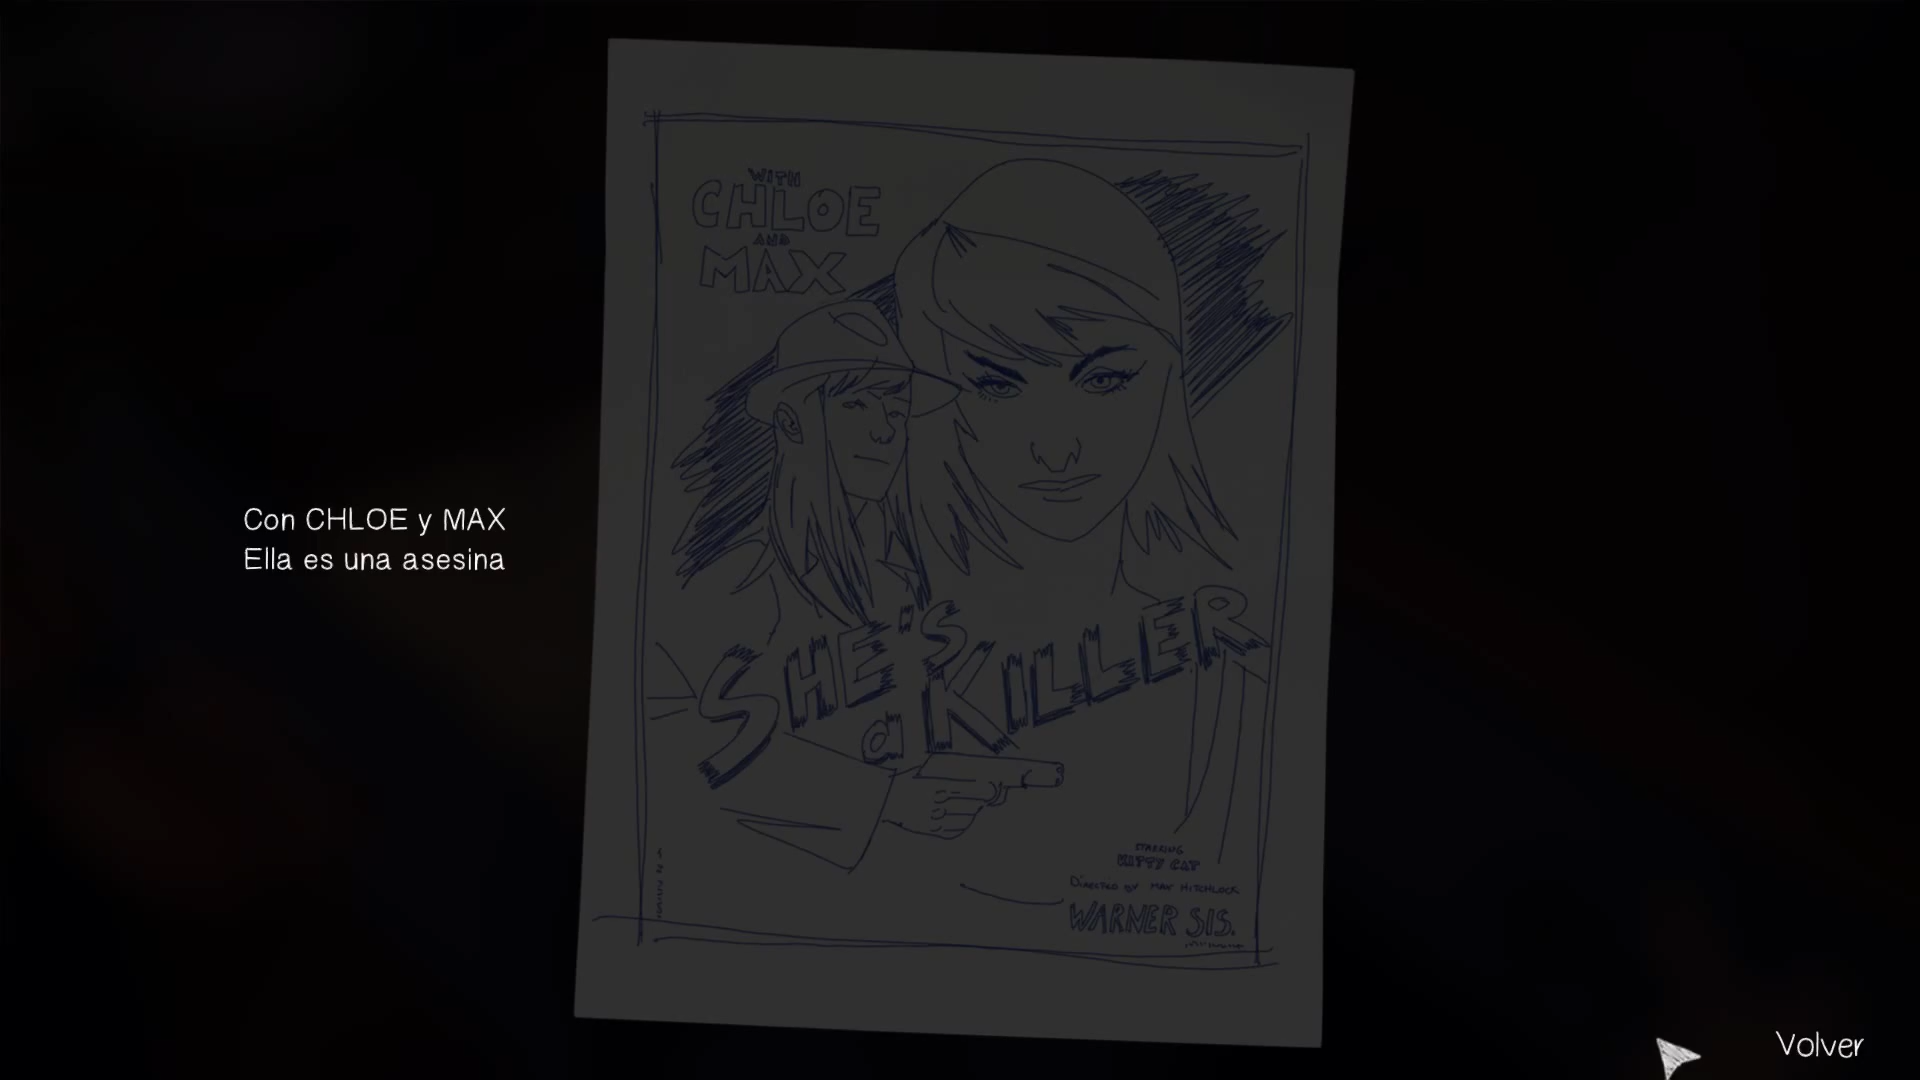 WITH
CHLOE
AND
MAX
Con CHLOE y MAX
Ella es una asesina
SHE'S
a KILLER
STARRING
KITTY CAT
DIRECTED BY MAX HITCHLOCK
WARNER SIS.
Volver